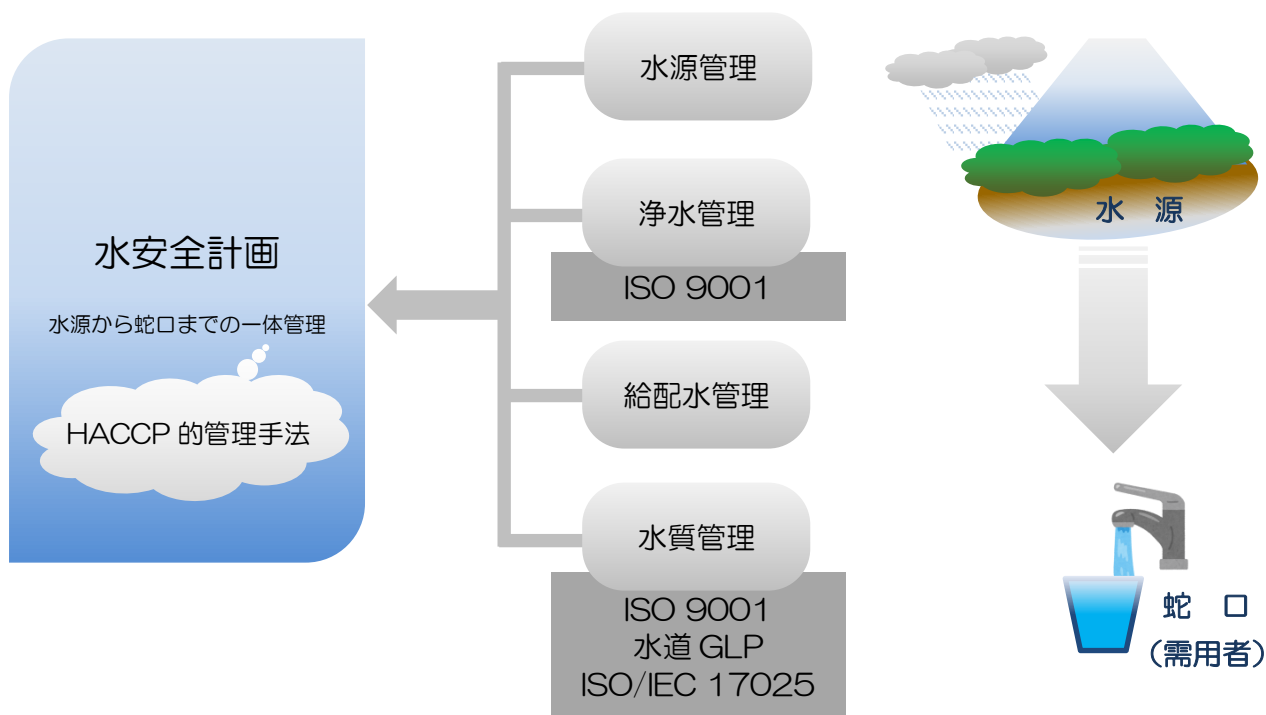 水安全計画
水源から蛇口までの一体管理
HACCP 的管理手法
水源管理
浄水管理
ISO 9001
給配水管理
水質管理
ISO 9001
水道 GLP
ISO/IEC 17025
水　源
蛇　口
（需用者）